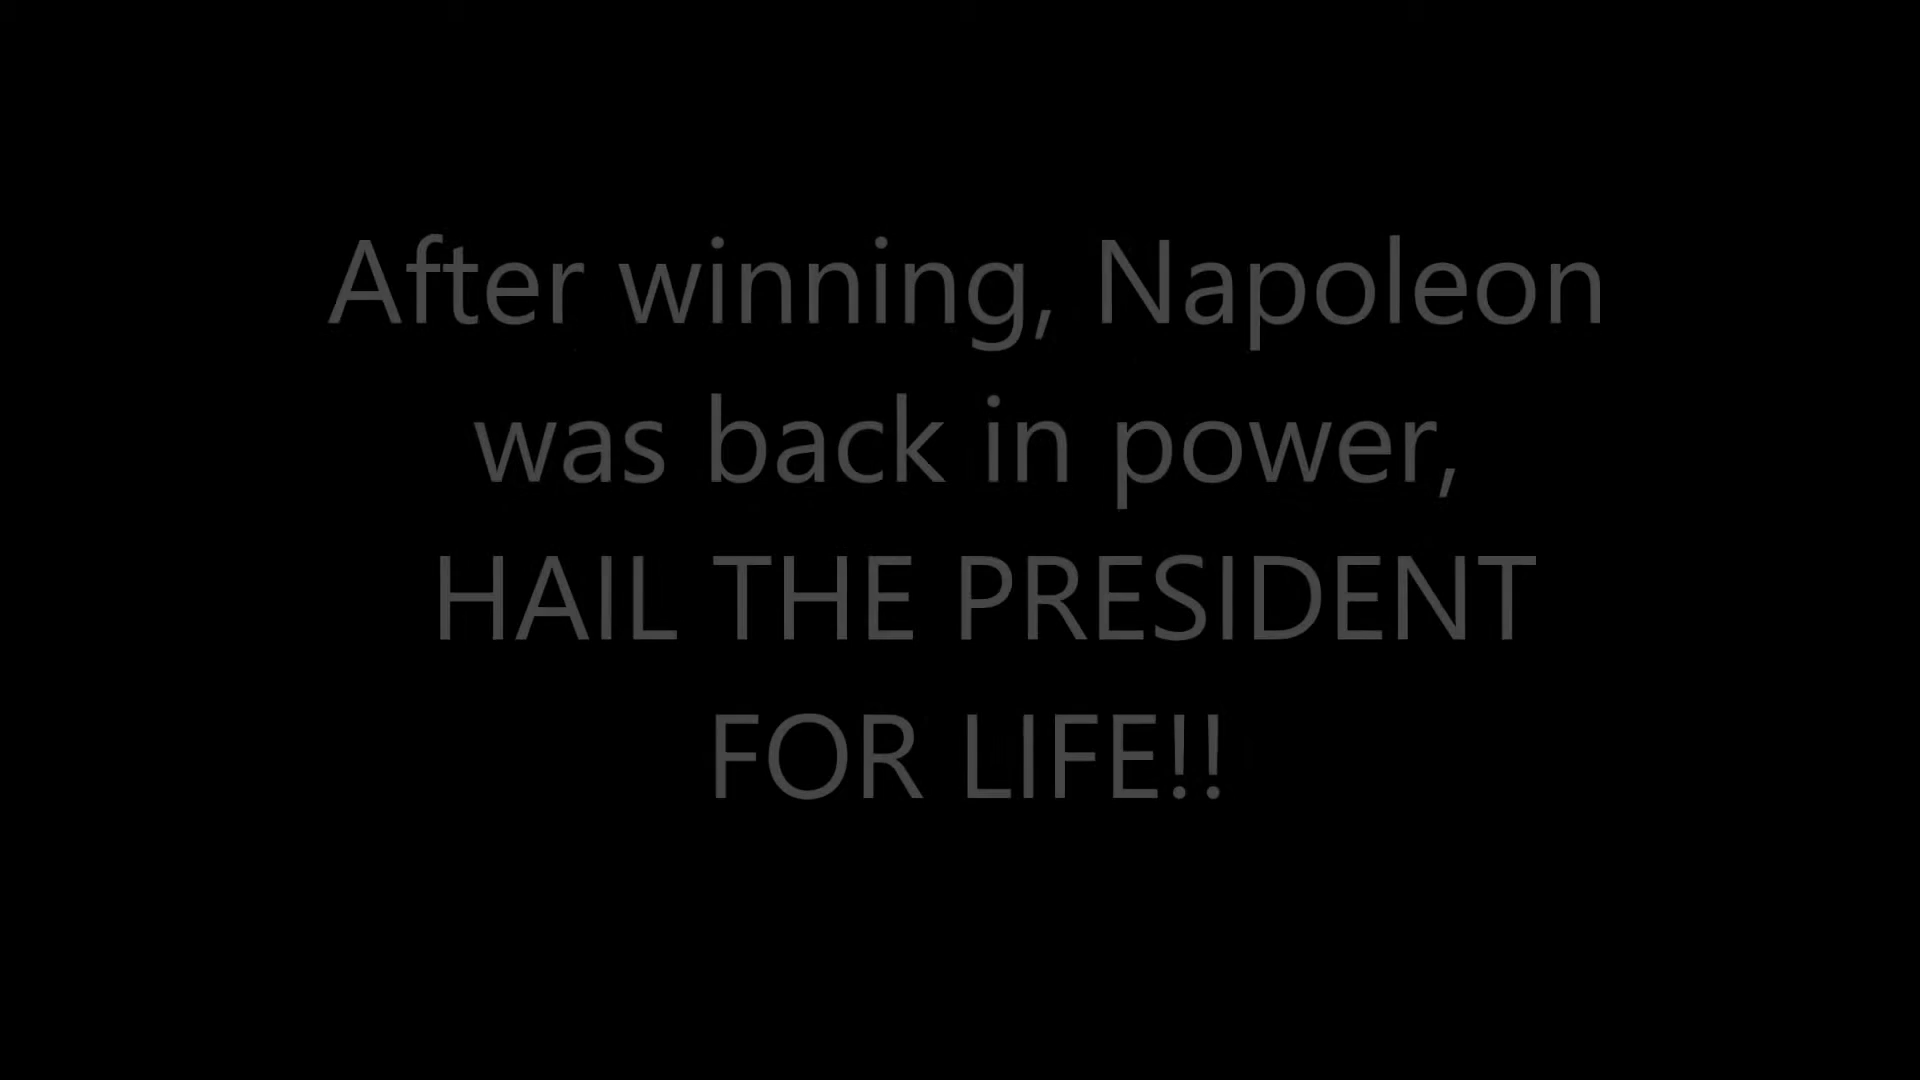 After winning, Napoleon
was back in power,
HAIL THE PRESIDENT
FOR LIFE!!